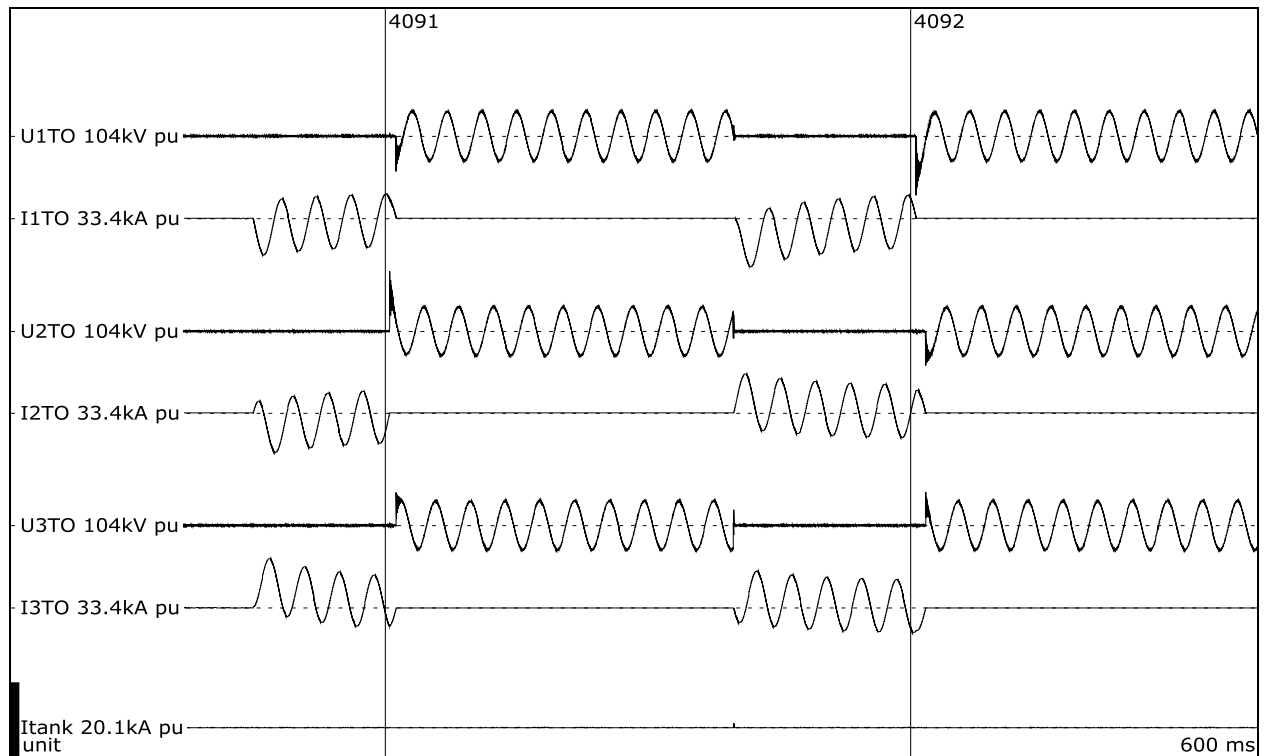 4091
4092
U1TO 104kV pu
I1TO 33.4kA pu
U2TO 104kV pu
I2TO 33.4kA pu
U3TO 104kV pu
I3TO 33.4kA pu
Itank 20.1kA pu
unit
600 ms